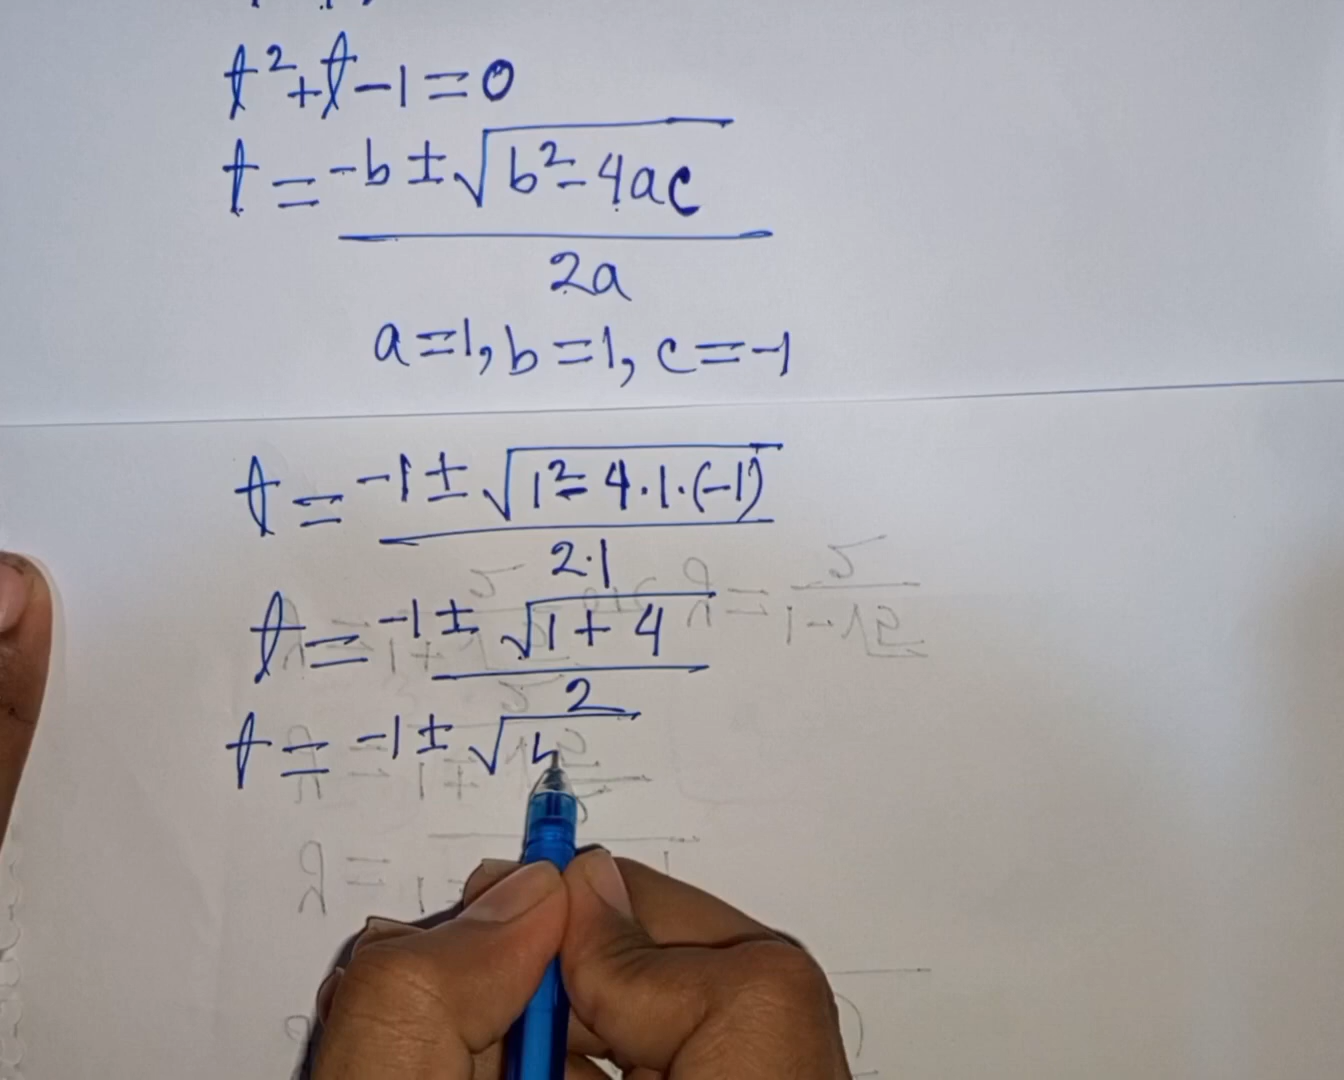 t²+t-1=0
t=-b±√b²-4ac
2a
a=1, b=1, c=-1
t=-1±√1²-4·1·(-1)
2·1
t=-1±√1+4
2
t=-1±√